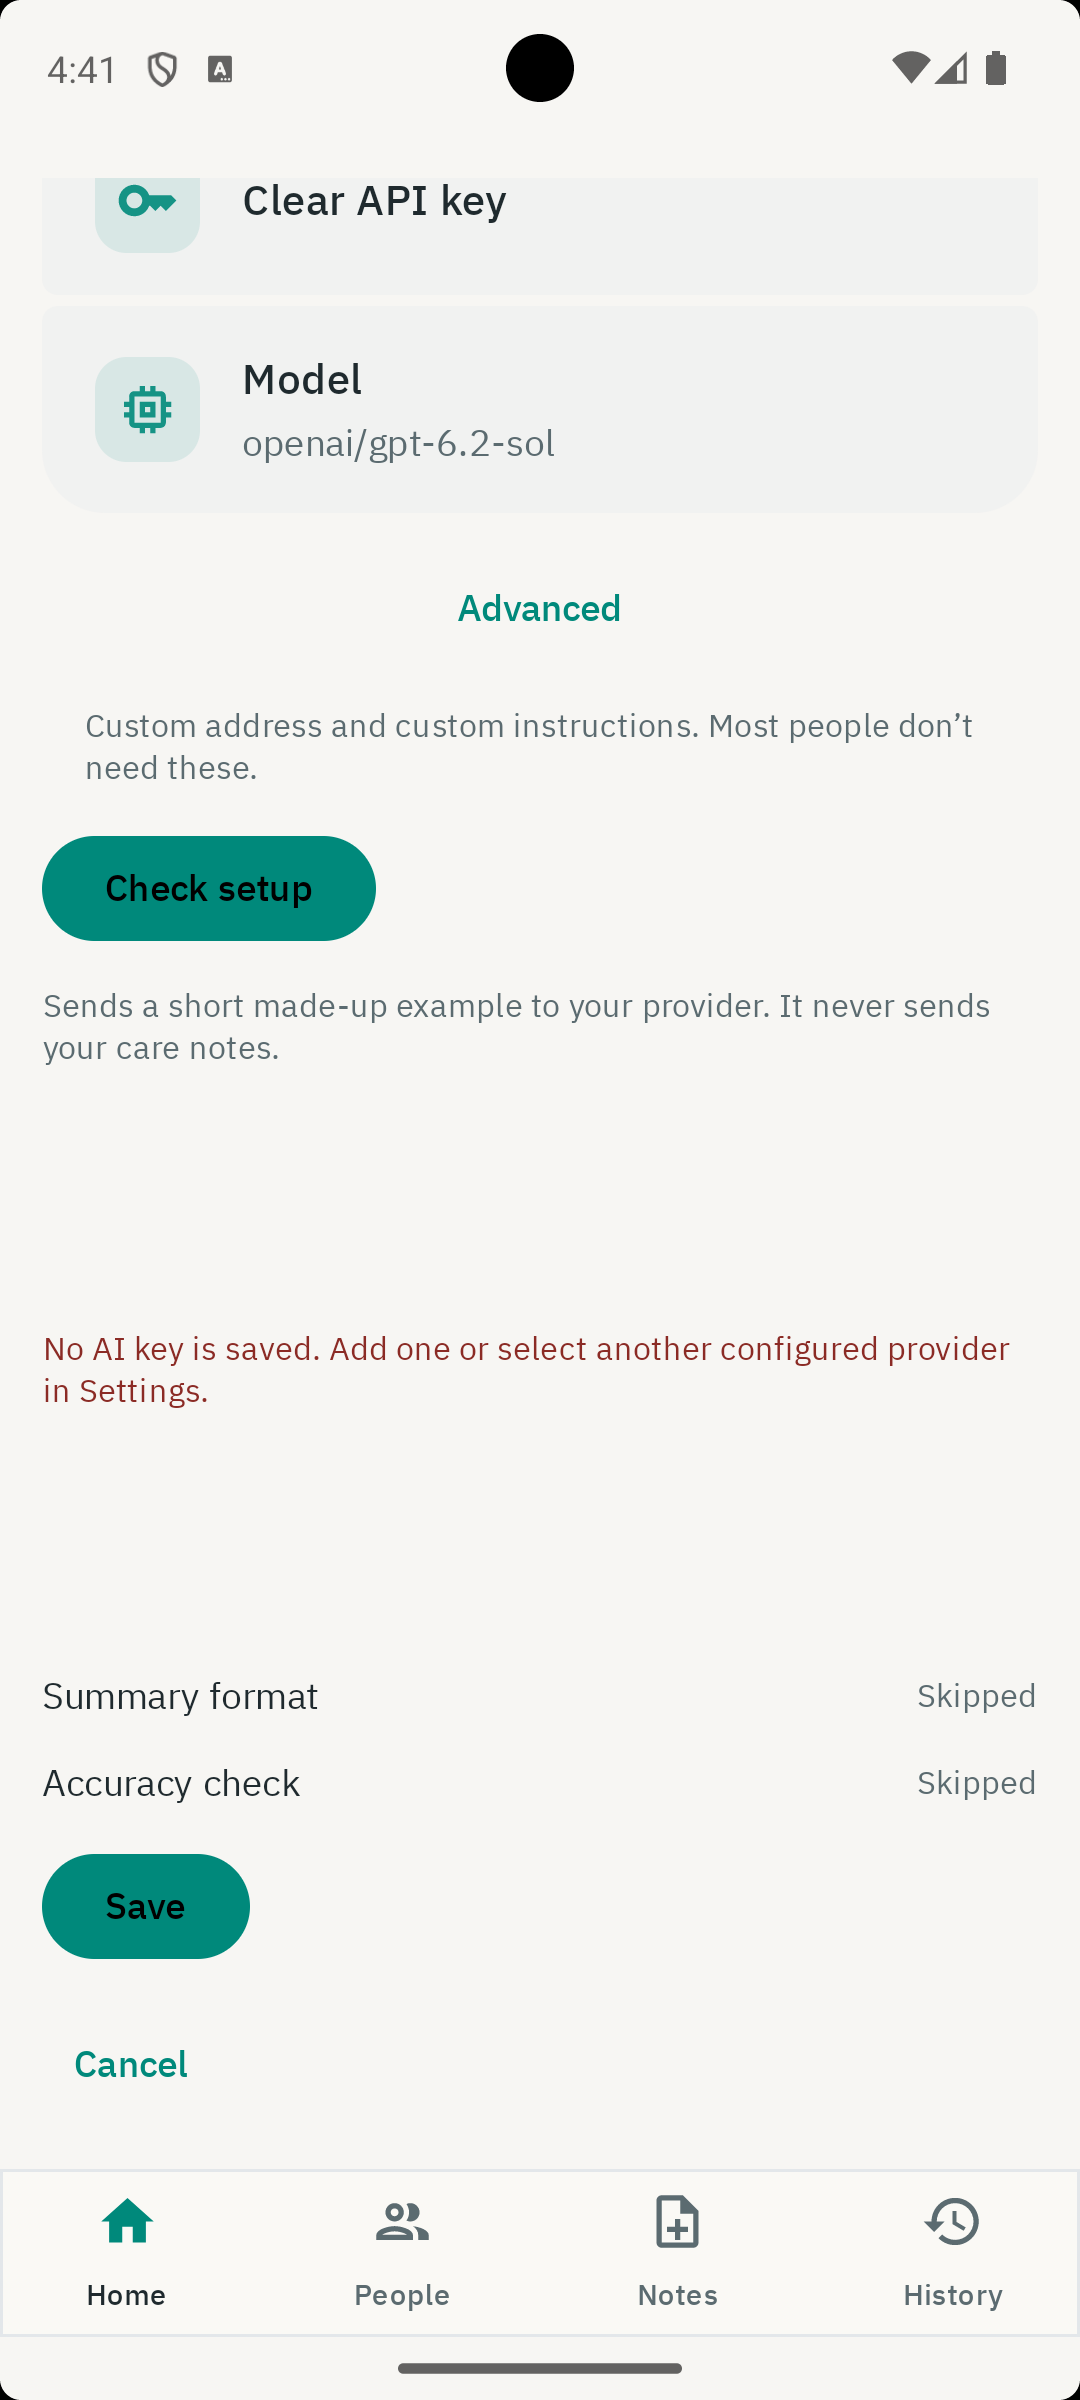 4:41
Clear API key
Model
openai/gpt-6.2-sol
Advanced
Custom address and custom instructions. Most people don’t
need these.
Check setup
Sends a short made-up example to your provider. It never sends
your care notes.
No AI key is saved. Add one or select another configured provider
in Settings.
Summary format Skipped
Accuracy check Skipped
Save
Cancel
Home People Notes History